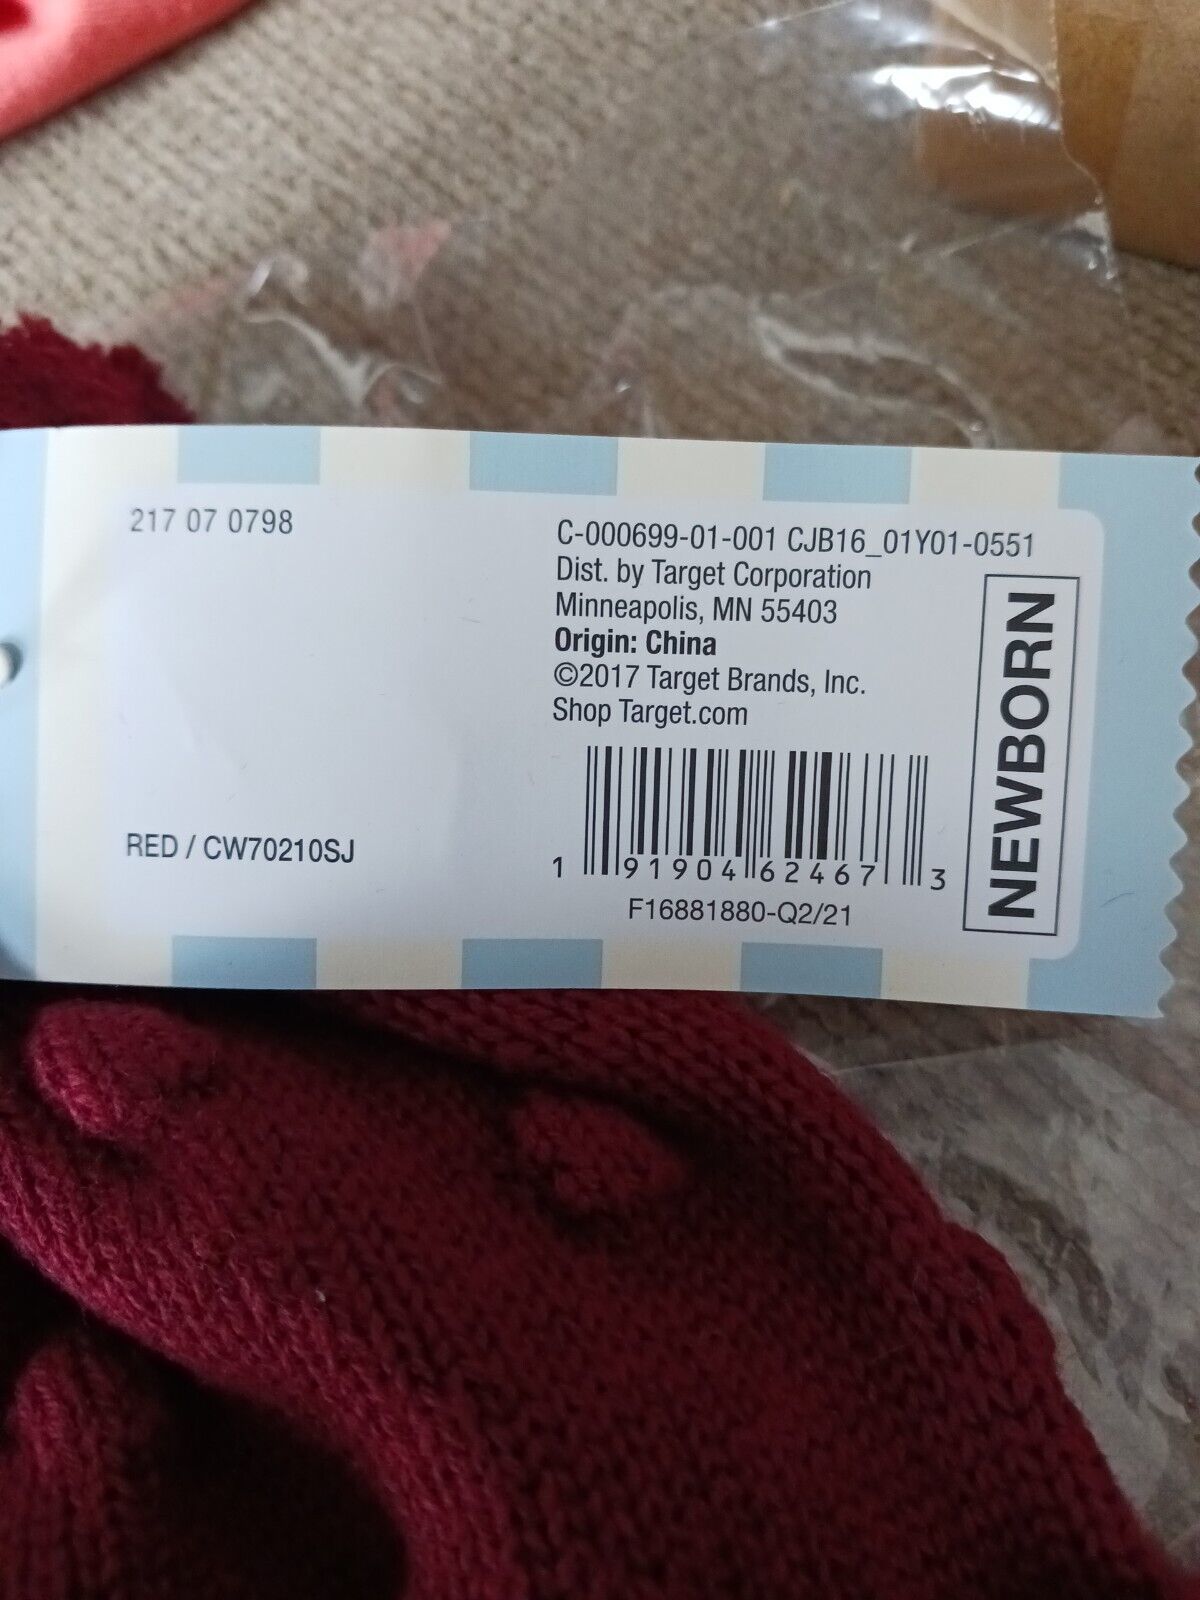 217 07 0798
C-000699-01-001 CJB16_01Y01-0551
Dist. by Target Corporation
Minneapolis, MN 55403
Origin: China
©2017 Target Brands, Inc.
Shop Target.com
NEWBORN
RED / CW70210SJ
1 91904 62467 3
F16881880-Q2/21